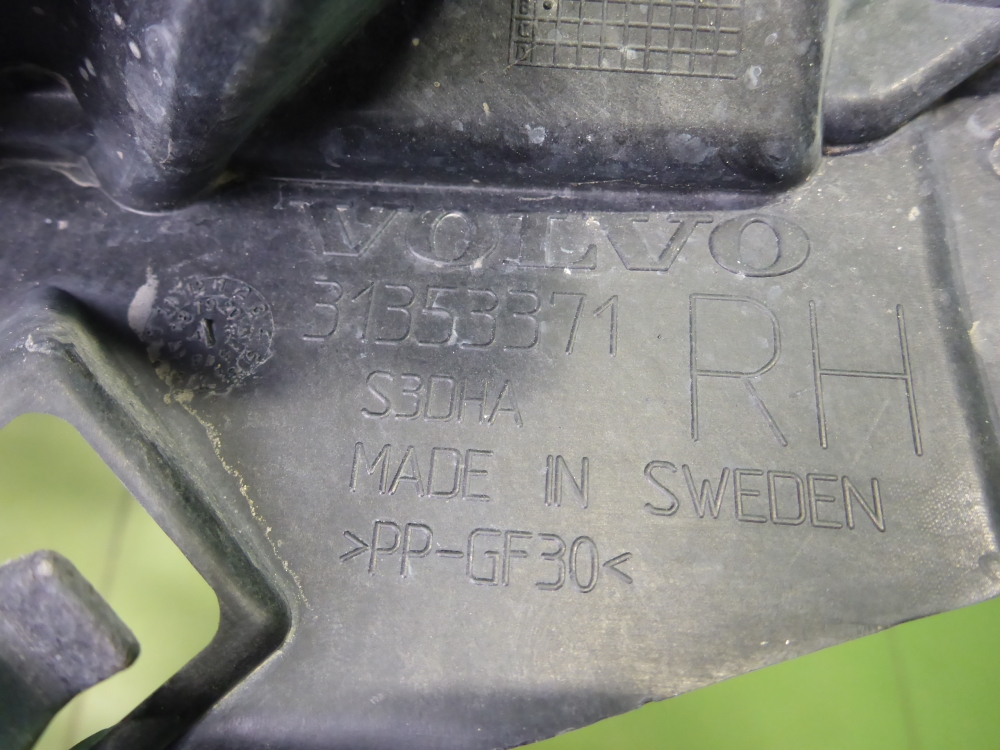 B
C
D
VOLVO
31353371 RH
S3DHA
MADE IN SWEDEN
>PP-GF30<